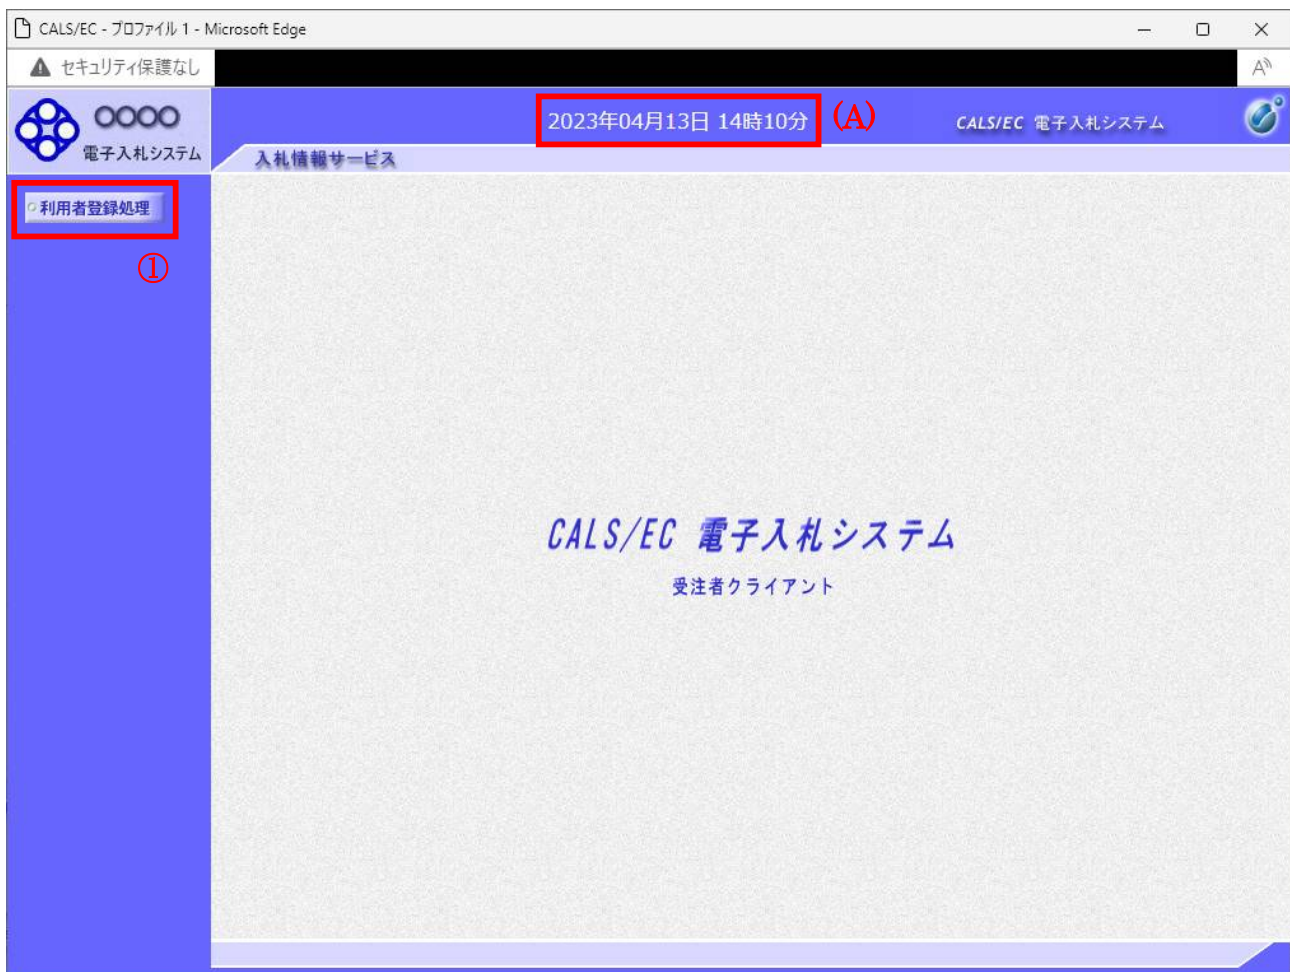 CALS/EC - プロファイル 1 - Microsoft Edge
セキュリティ保護なし
〇〇〇〇
電子入札システム
2023年04月13日 14時10分
(A)
CALS/EC 電子入札システム
入札情報サービス
利用者登録処理
①
CALS/EC 電子入札システム
受注者クライアント